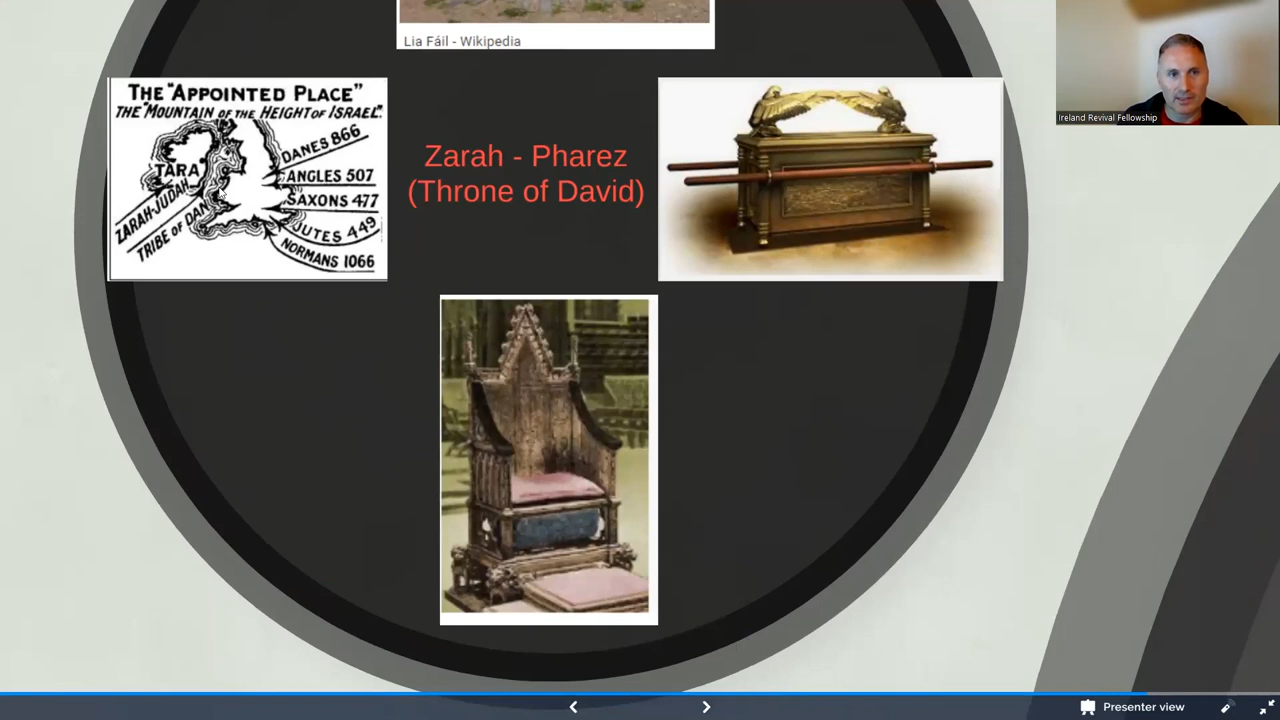 Lia Fáil - Wikipedia
THE "APPOINTED PLACE"
THE "MOUNTAIN OF THE HEIGHT OF ISRAEL".
DANES 866
ANGLES 507
SAXONS 477
JUTES 449
NORMANS 1066
TARA
ZARAH-JUDAH
TRIBE OF DAN
Zarah - Pharez
(Throne of David)
Ireland Revival Fellowship
Presenter view